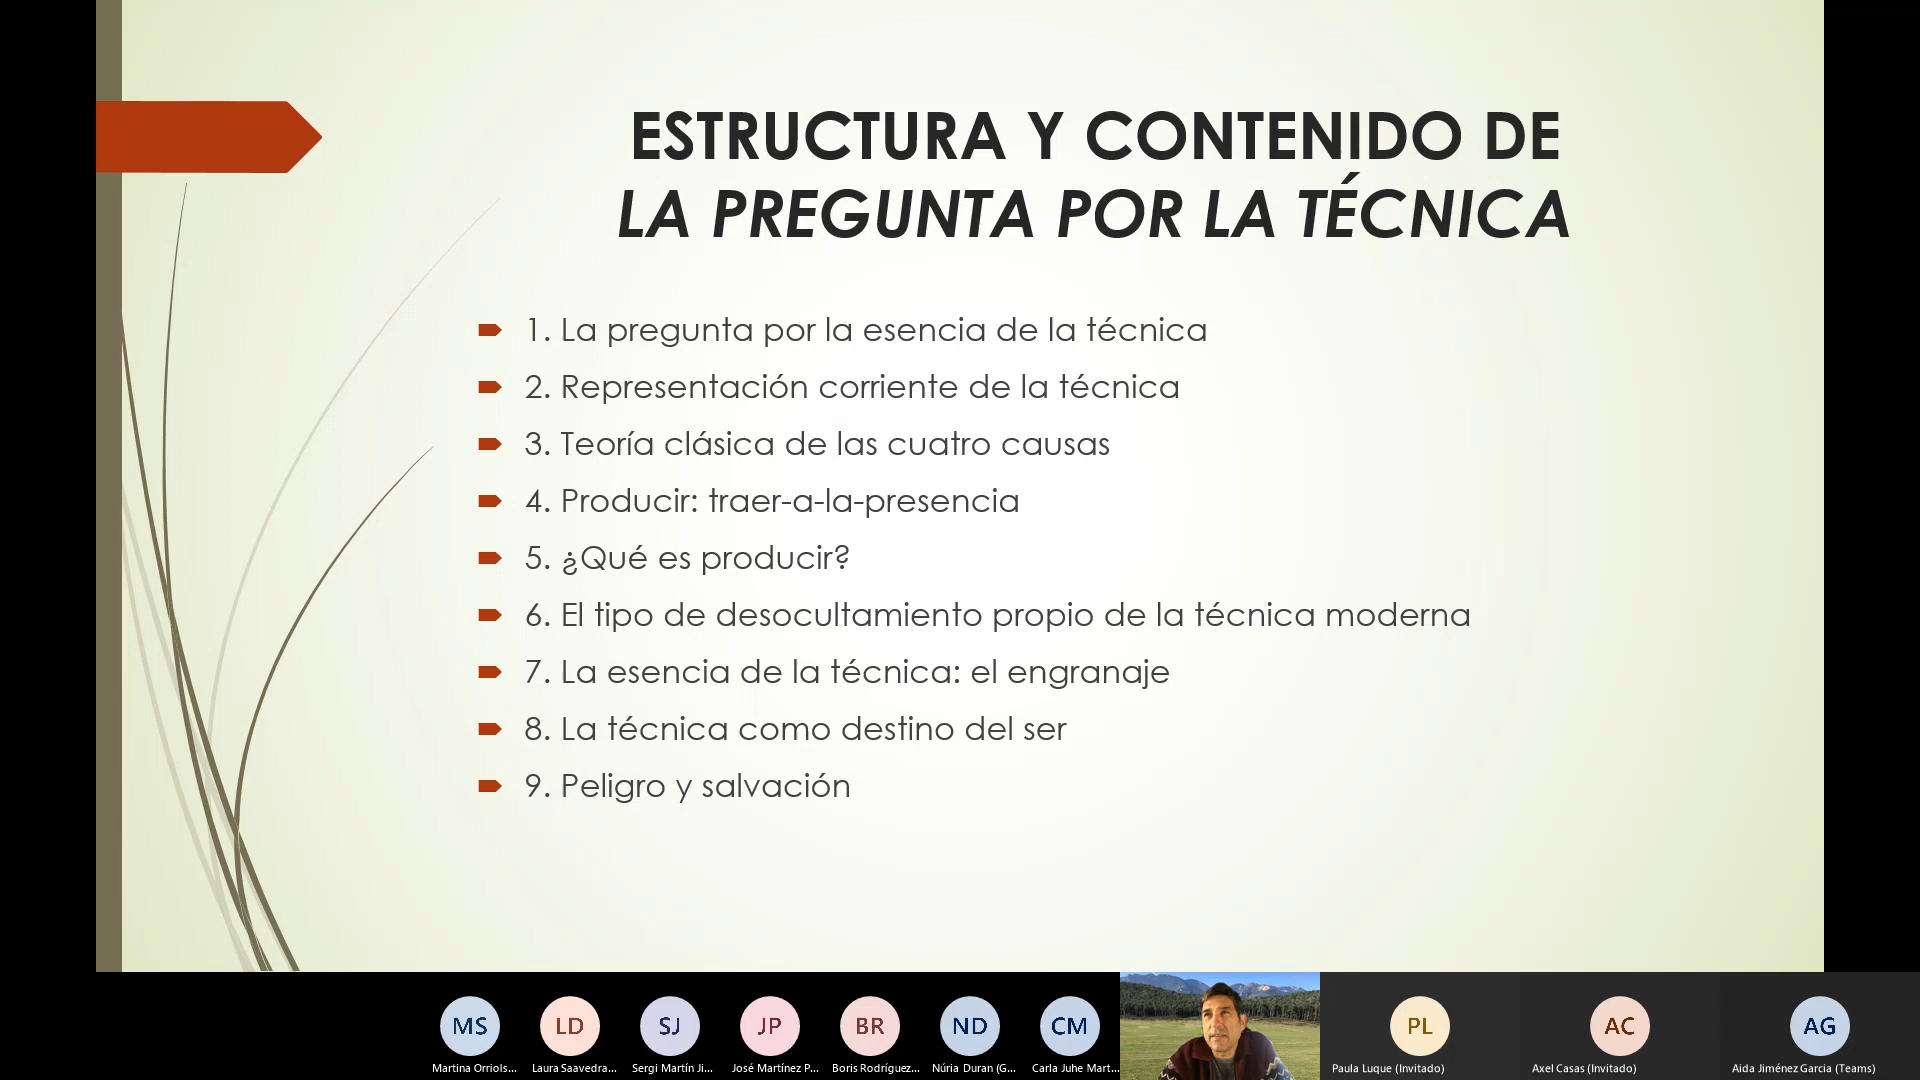 ESTRUCTURA Y CONTENIDO DE
LA PREGUNTA POR LA TÉCNICA
1. La pregunta por la esencia de la técnica
2. Representación corriente de la técnica
3. Teoría clásica de las cuatro causas
4. Producir: traer-a-la-presencia
5. ¿Qué es producir?
6. El tipo de desocultamiento propio de la técnica moderna
7. La esencia de la técnica: el engranaje
8. La técnica como destino del ser
9. Peligro y salvación
MS LD SJ JP BR ND CM PL AC AG
Martina Orriols... Laura Saavedra... Sergi Martín Ji... José Martínez P... Boris Rodríguez... Núria Duran (G... Carla Juhe Mart... Paula Luque (Invitado) Axel Casas (Invitado) Aida Jiménez Garcia (Teams)